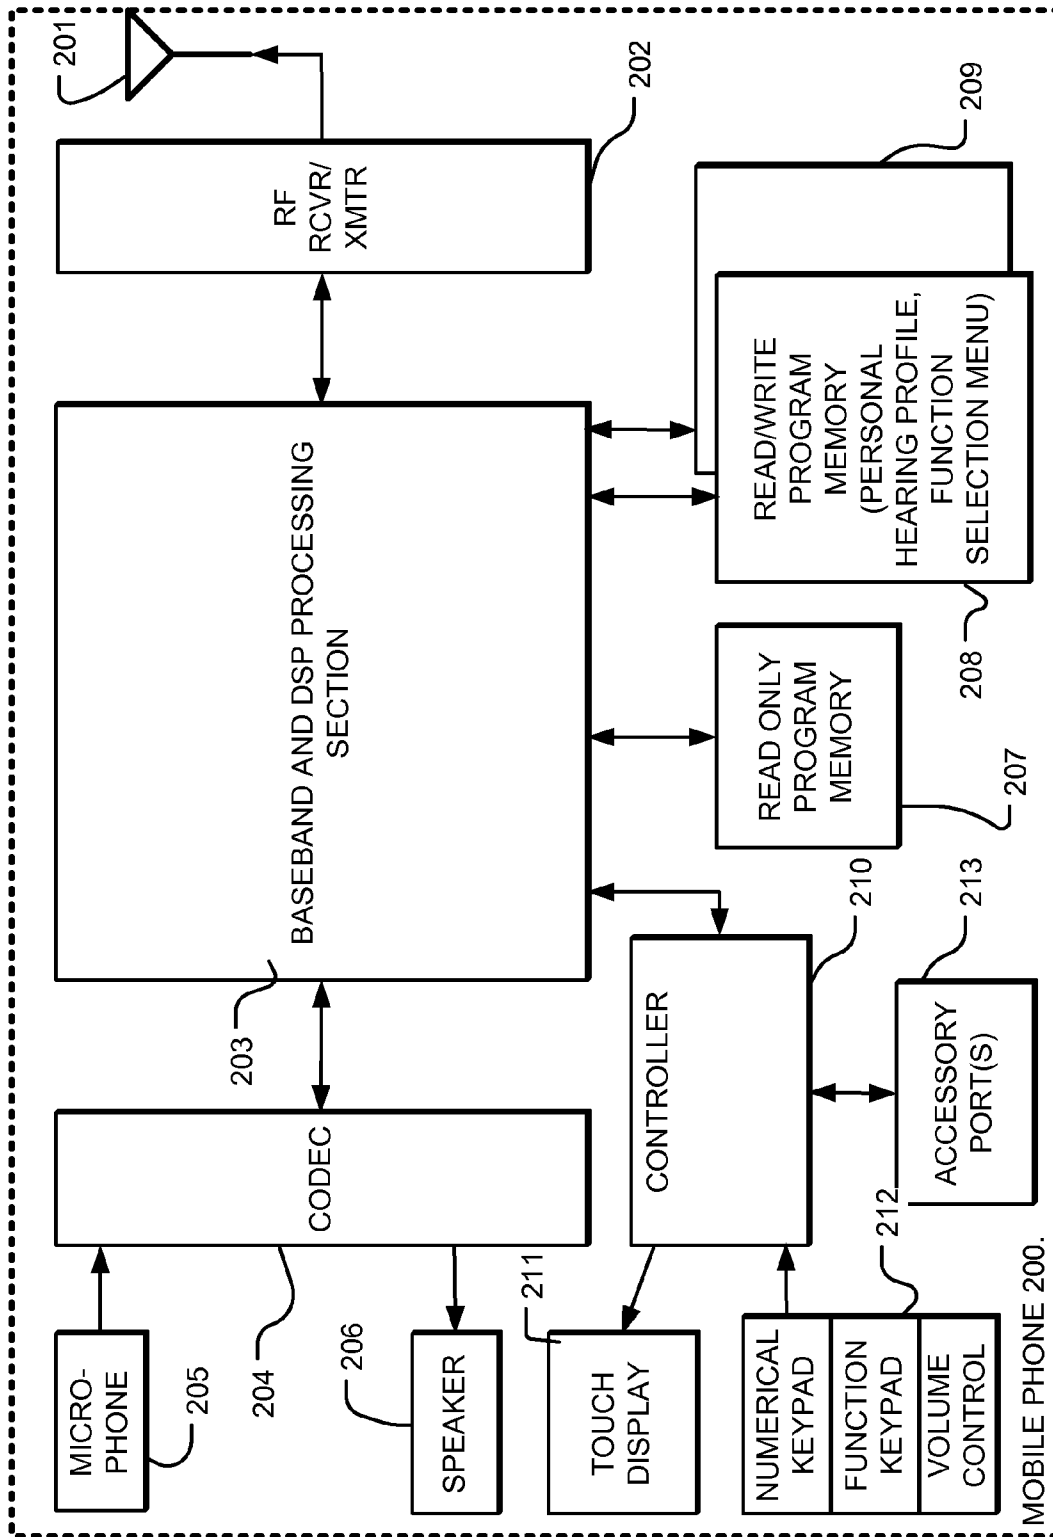 201
RF
RCVR/
XMTR
202
BASEBAND AND DSP PROCESSING
SECTION
203
CODEC
204
MICRO-
PHONE
205
SPEAKER
206
209
READ/WRITE
PROGRAM
MEMORY
(PERSONAL
HEARING PROFILE,
FUNCTION
SELECTION MENU)
208
READ ONLY
PROGRAM
MEMORY
207
CONTROLLER
210
TOUCH
DISPLAY
211
NUMERICAL
KEYPAD
FUNCTION
KEYPAD
VOLUME
CONTROL
212
ACCESSORY
PORT(S)
213
MOBILE PHONE 200.